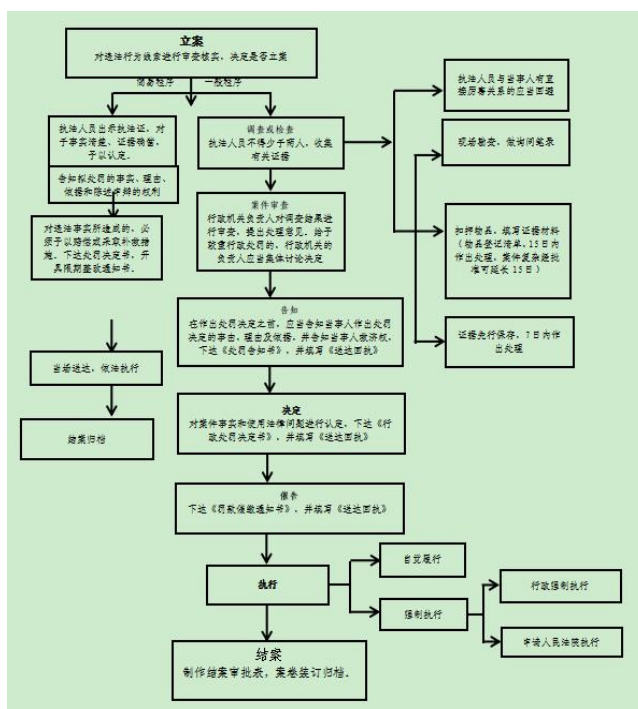 立案
对违法行为线索进行审查核实，决定是否立案
简易程序
一般程序
执法人员出示执法证，对
于事实清楚、证据确凿，
予以认定.
告知拟处罚的事实、理由、
依据和陈述申辩的权利
对违法事实所造成的，必
须予以赔偿或采取补救措
施。下达处罚决定书，开
具限期整改通知书。
当场送达，依法执行
结案归档
调查或检查
执法人员不得少于两人，收集
有关证据
案件审查
行政机关负责人对调查结果进
行审查，提出处理意见。给予
较重行政处罚的，行政机关的
负责人应当集体讨论决定
告知
在作出处罚决定之前，应当告知当事人作出处罚
决定的事由，理由及依据，并告知当事人救济权，
下达《处罚告知书》，并填写《送达回执》
决定
对案件事实和使用法律问题进行认定，下达《行
政处罚决定书》，并填写《送达回执》
催告
下达《罚款催缴通知书》，并填写《送达回执》
执行
自觉履行
强制执行
行政强制执行
申请人民法院执行
结案
制作结案审批表，案卷装订归档.
执法人员与当事人有直
接厉害关系的应当回避
现场勘查，做询问笔录
扣押物品，填写证据材料
（物品登记清单，15日内
作出处理，案件复杂经批
准可延长 15日）
证据先行保存，7日内作
出处理